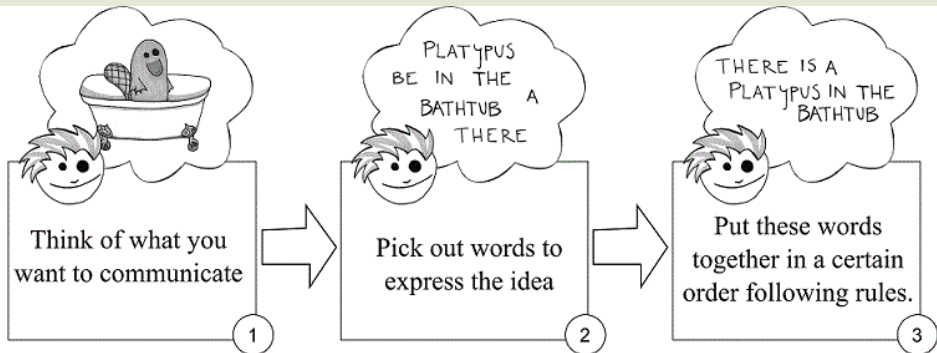 PLATYPUS
BE IN THE
BATHTUB A
THERE
THERE IS A
PLATYPUS IN THE
BATHTUB
Think of what you
want to communicate
1
Pick out words to
express the idea
2
Put these words
together in a certain
order following rules.
3